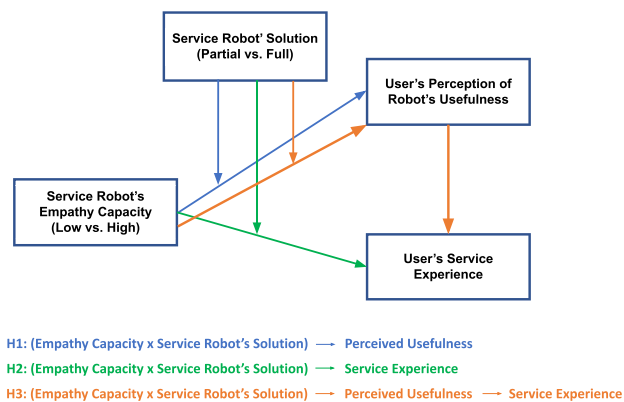 Service Robot' Solution
(Partial vs. Full)
User's Perception of
Robot's Usefulness
Service Robot's
Empathy Capacity
(Low vs. High)
User's Service
Experience
H1: (Empathy Capacity x Service Robot's Solution) → Perceived Usefulness
H2: (Empathy Capacity x Service Robot's Solution) → Service Experience
H3: (Empathy Capacity x Service Robot's Solution) → Perceived Usefulness → Service Experience